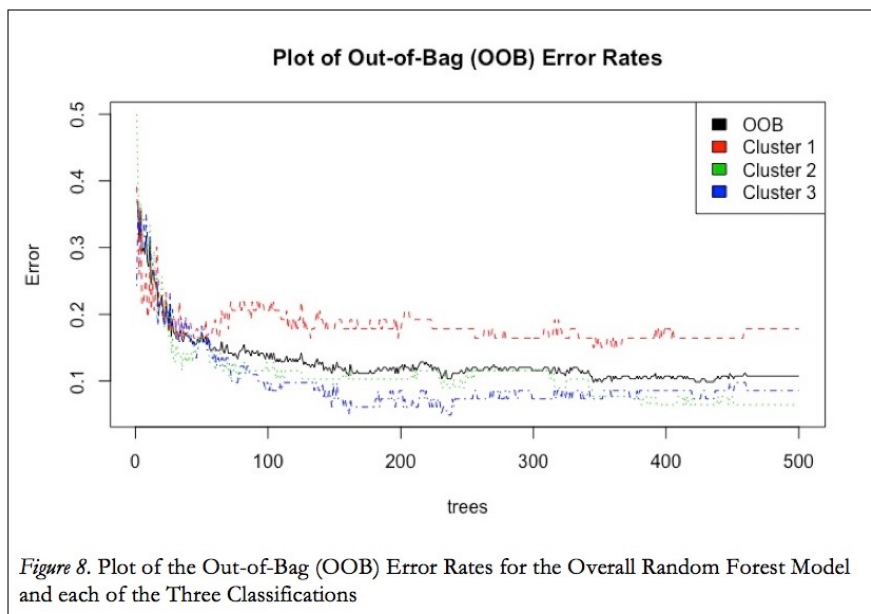 Plot of Out-of-Bag (OOB) Error Rates
OOB
Cluster 1
Cluster 2
Cluster 3
Error
0.5
0.4
0.3
0.2
0.1
0
100
200
300
400
500
trees
Figure 8. Plot of the Out-of-Bag (OOB) Error Rates for the Overall Random Forest Model
and each of the Three Classifications